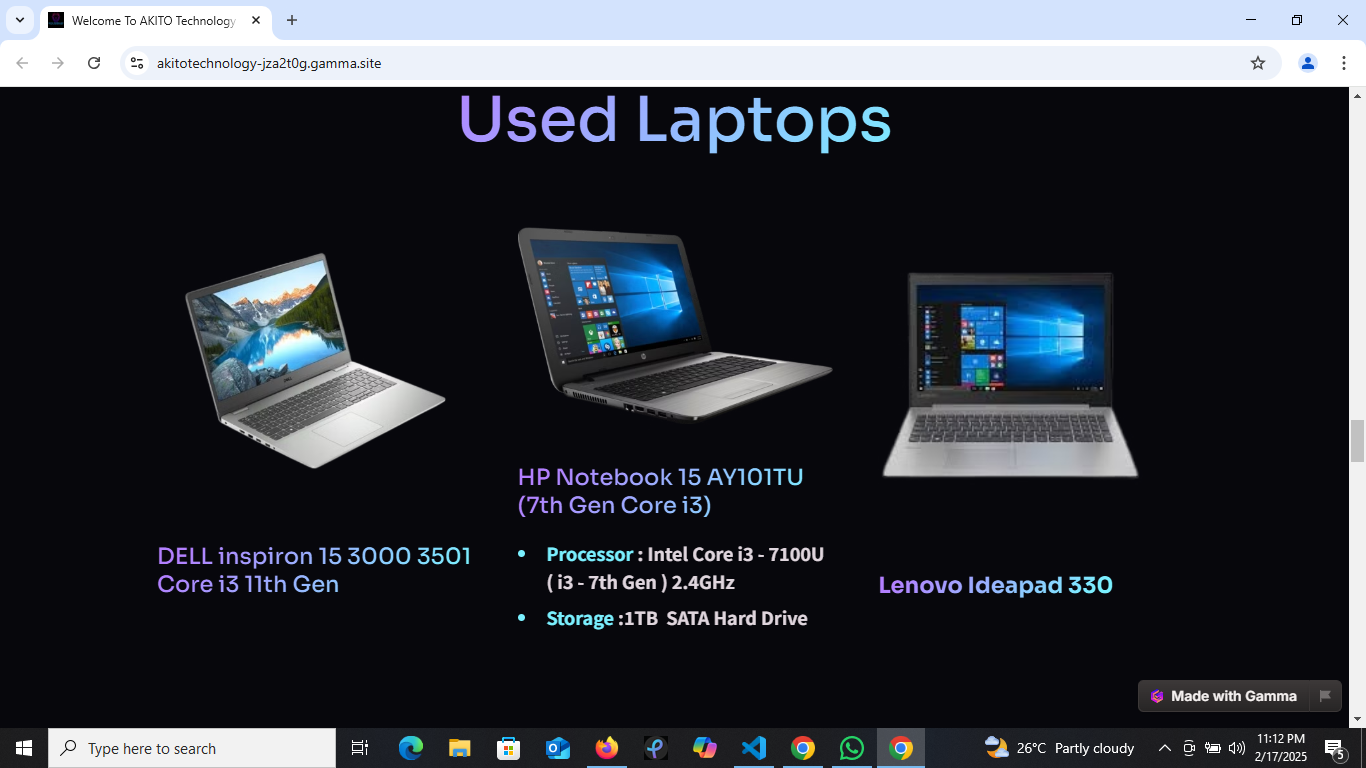 Welcome To AKITO Technology
akitotechnology-jza2t0g.gamma.site
Used Laptops
HP Notebook 15 AY101TU
(7th Gen Core i3)
Processor : Intel Core i3 - 7100U
( i3 - 7th Gen ) 2.4GHz
Storage :1TB  SATA Hard Drive
DELL inspiron 15 3000 3501
Core i3 11th Gen
Lenovo Ideapad 330
Made with Gamma
Type here to search
26°C Partly cloudy
11:12 PM
2/17/2025
5